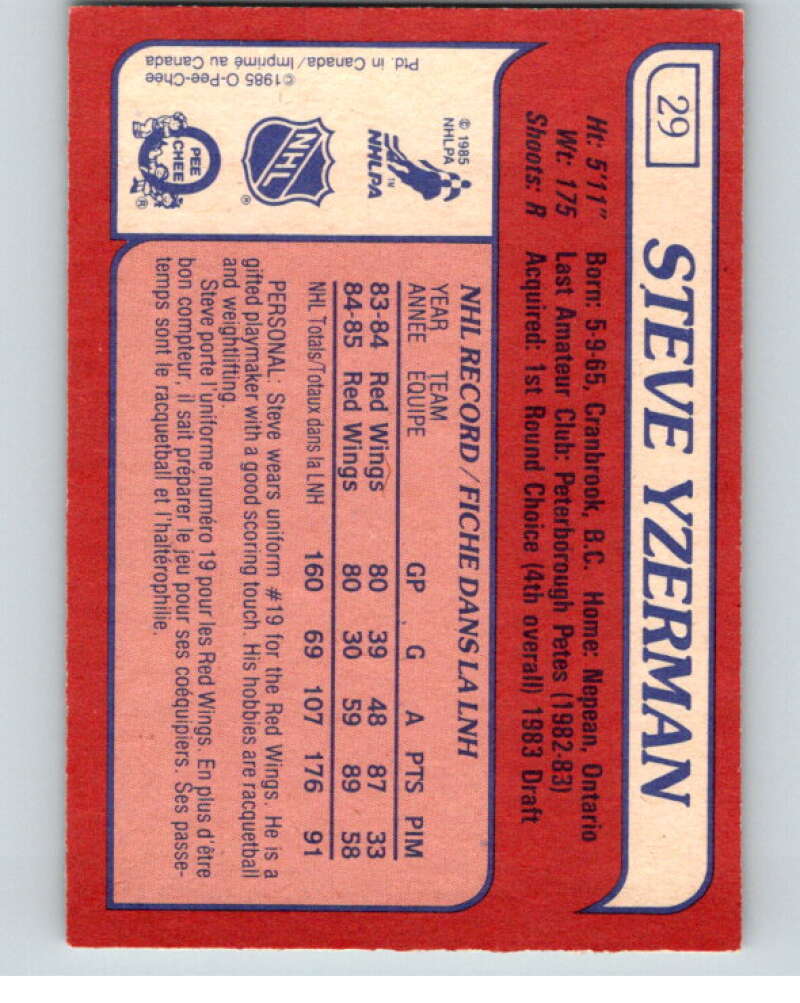 29
STEVE YZERMAN
Ht: 5'11" Born: 5-9-65, Cranbrook, B.C. Home: Nepean, Ontario
Wt: 175 Last Amateur Club: Peterborough Petes (1982-83)
Shoots: R Acquired: 1st Round Choice (4th overall) 1983 Draft
© 1985
NHLPA
NHLPA™
NHL®
O PEE CHEE®
©1985 O-Pee-Chee
Ptd. in Canada/Imprimé au Canada
NHL RECORD/FICHE DANS LA LNH
YEAR TEAM
ANNÉE ÉQUIPE GP G A PTS PIM
83-84 Red Wings 80 39 48 87 33
84-85 Red Wings 80 30 59 89 58
NHL Totals/Totaux dans la LNH 160 69 107 176 91
PERSONAL: Steve wears uniform #19 for the Red Wings. He is a
gifted playmaker with a good scoring touch. His hobbies are racquetball
and weightlifting.
Steve porte l'uniforme numéro 19 pour les Red Wings. En plus d'être
bon compteur, il sait préparer le jeu pour ses coéquipiers. Ses passe-
temps sont le racquetball et l'haltérophilie.